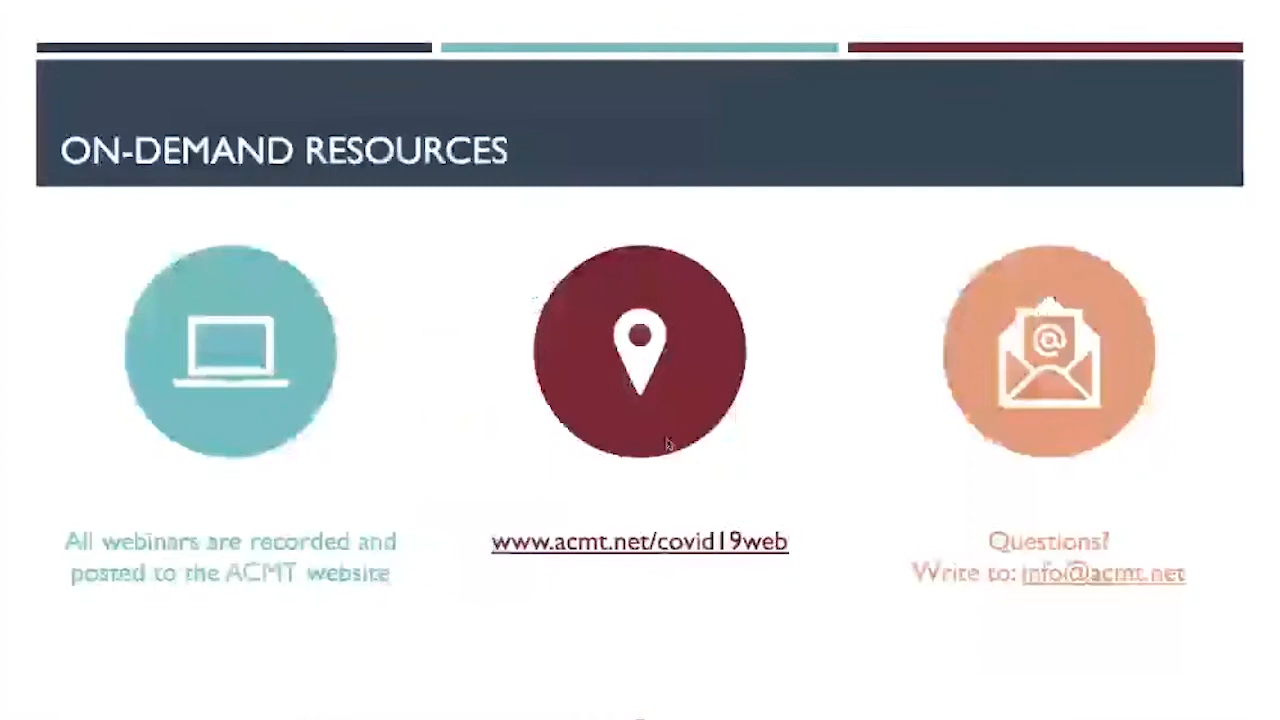 ON-DEMAND RESOURCES
All webinars are recorded and
posted to the ACMT website
www.acmt.net/covid19web
Questions?
Write to: info@acmt.net
@